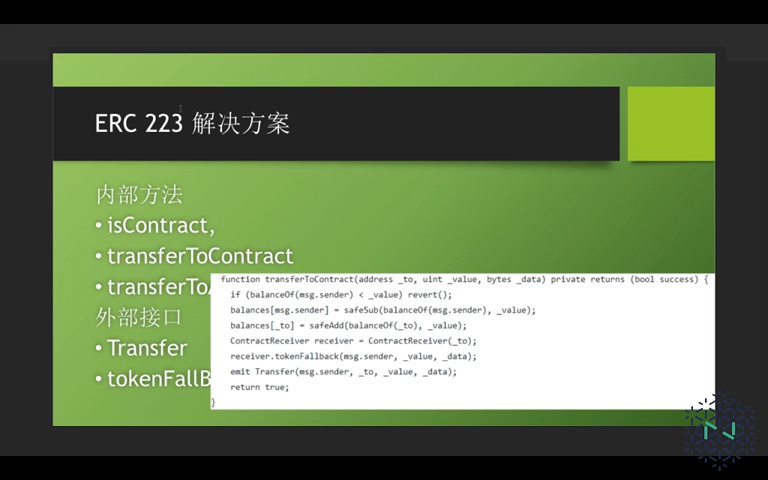 ERC 223 解决方案
内部方法
• isContract,
• transferToContract
• transferTo
外部接口
• Transfer
• tokenFallB
function transferToContract(address _to, uint _value, bytes _data) private returns (bool success) {
if (balanceOf(msg.sender) < _value) revert();
balances[msg.sender] = safeSub(balanceOf(msg.sender), _value);
balances[_to] = safeAdd(balanceOf(_to), _value);
ContractReceiver receiver = ContractReceiver(_to);
receiver.tokenFallback(msg.sender, _value, _data);
emit Transfer(msg.sender, _to, _value, _data);
return true;
}